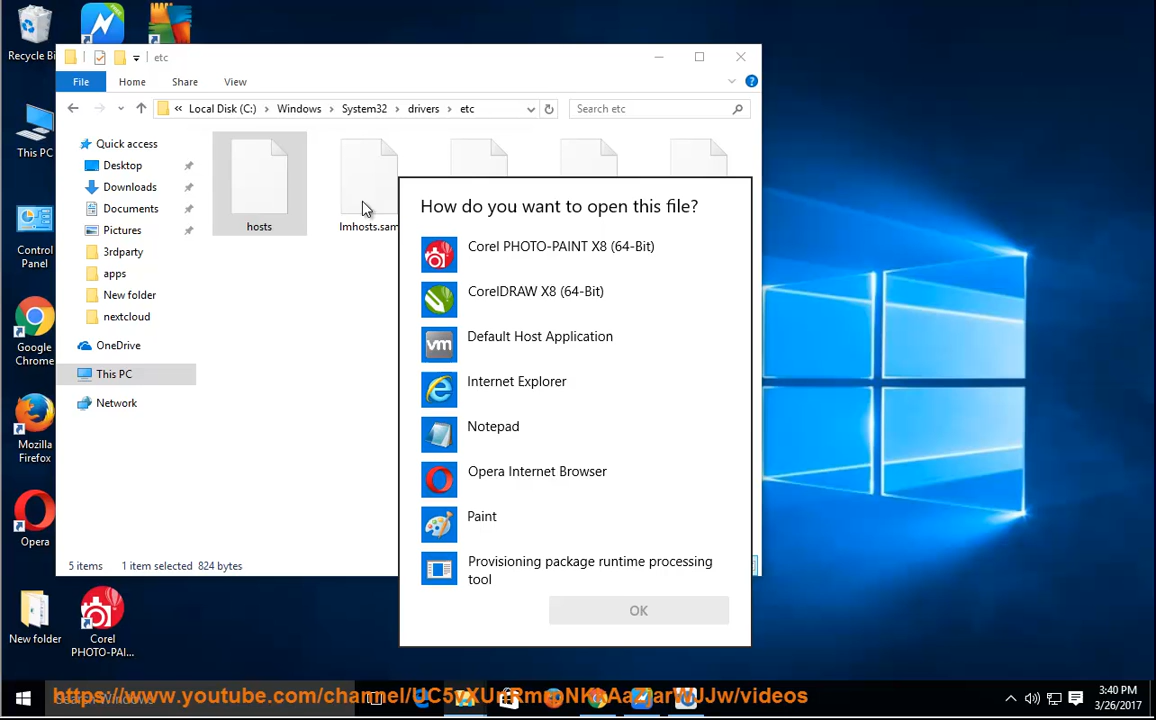 Recycle Bi
etc
File
Home
Share
View
« Local Disk (C:) > Windows > System32 > drivers > etc
Search etc
Quick access
Desktop
Downloads
Documents
Pictures
3rdparty
apps
New folder
nextcloud
OneDrive
This PC
Network
hosts
lmhosts.sam
This PC
Control
Panel
Google
Chrome
Mozilla
Firefox
Opera
New folder
Corel
PHOTO-PAI...
How do you want to open this file?
Corel PHOTO-PAINT X8 (64-Bit)
CorelDRAW X8 (64-Bit)
vm
Default Host Application
Internet Explorer
Notepad
Opera Internet Browser
Paint
Provisioning package runtime processing
tool
OK
5 items
1 item selected 824 bytes
3:40 PM
3/26/2017